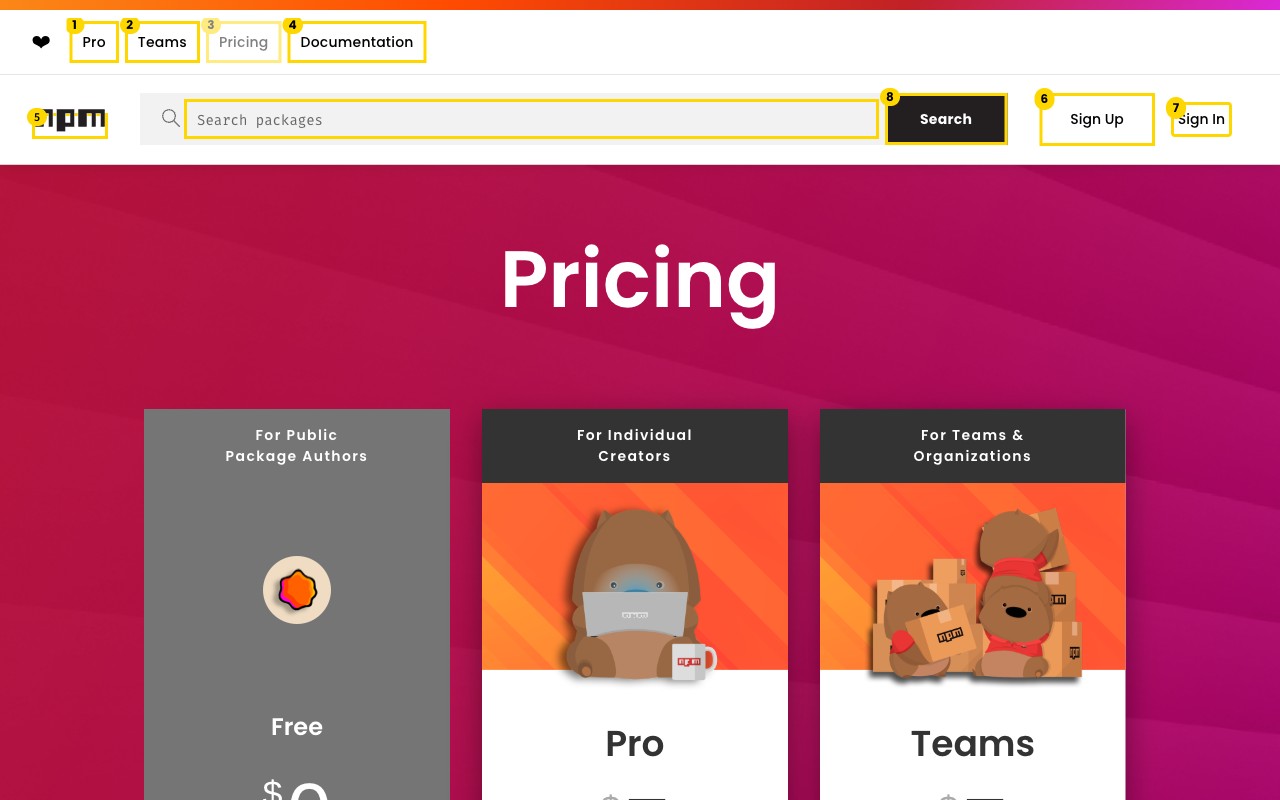 ❤
1 Pro
2 Teams
3 Pricing
4 Documentation
5 npm
Search packages
8 Search
6 Sign Up
7 Sign In
Pricing
For Public
Package Authors
Free
For Individual
Creators
npm
npm
Pro
For Teams &
Organizations
npm
Teams
$